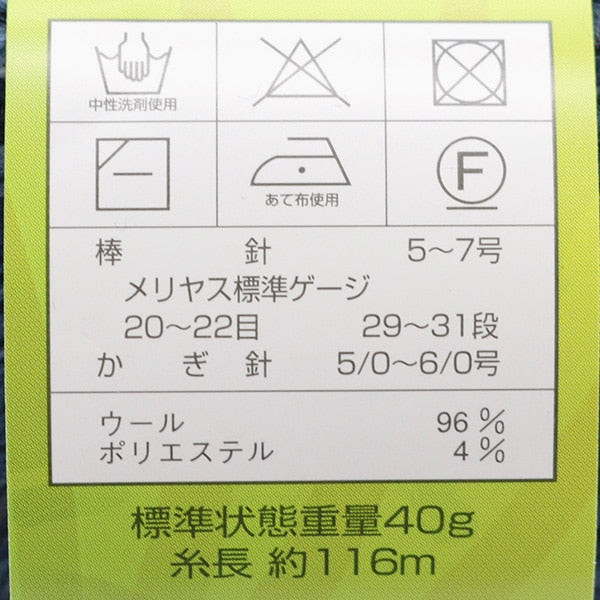 中性洗剤使用
あて布使用
F
棒 針 5～7号
メリヤス標準ゲージ
20～22目 29～31段
かぎ針 5/0～6/0号
ウール 96％
ポリエステル 4％
標準状態重量40g
糸長 約116m